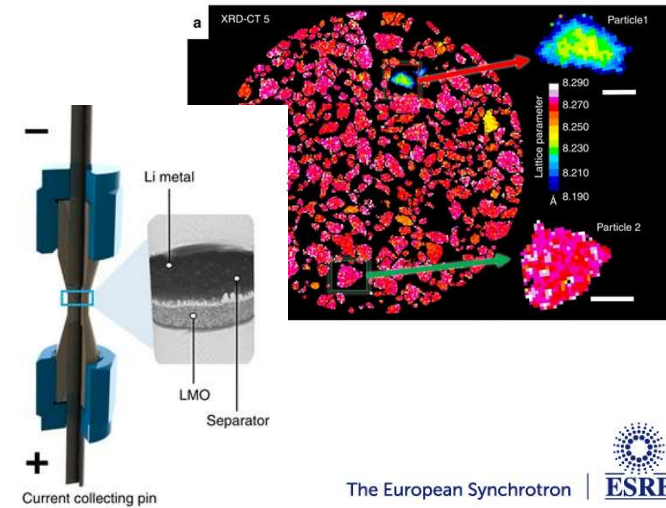 a XRD-CT 5
Particle1
8.290
8.270
8.250
8.230
8.210
8.190
Å
Lattice parameter
Particle 2
−
Li metal
LMO
Separator
+
Current collecting pin
The European Synchrotron | ESRF